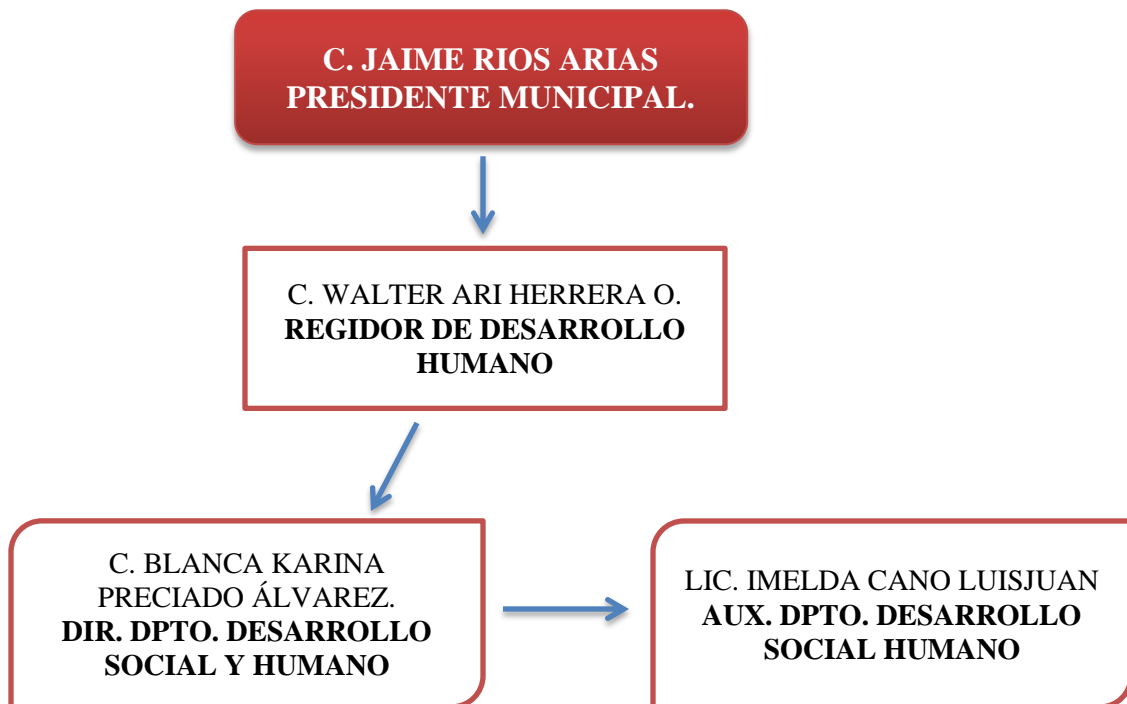 C. JAIME RIOS ARIAS
PRESIDENTE MUNICIPAL.
C. WALTER ARI HERRERA O.
REGIDOR DE DESARROLLO
HUMANO
C. BLANCA KARINA
PRECIADO ÁLVAREZ.
DIR. DPTO. DESARROLLO
SOCIAL Y HUMANO
LIC. IMELDA CANO LUISJUAN
AUX. DPTO. DESARROLLO
SOCIAL HUMANO